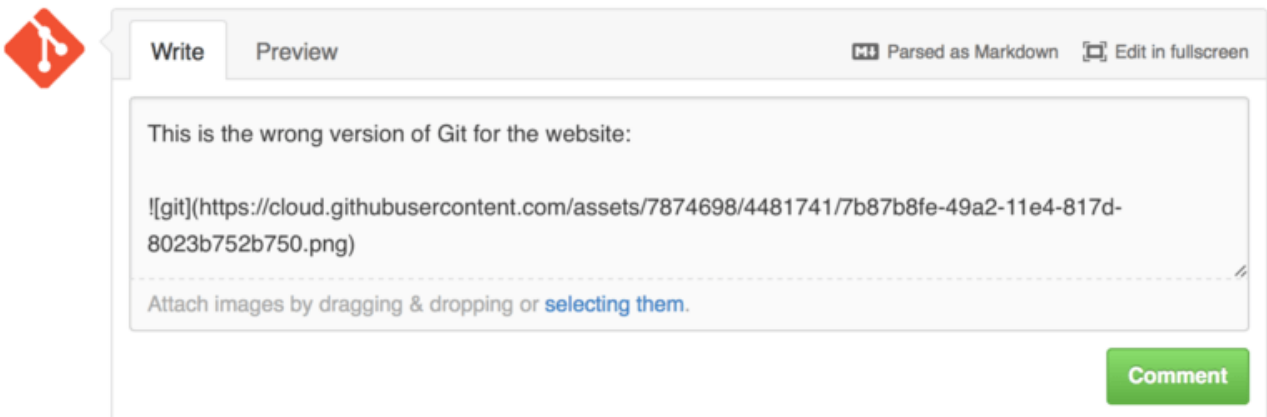 Write Preview Parsed as Markdown Edit in fullscreen
This is the wrong version of Git for the website:
![git](https://cloud.githubusercontent.com/assets/7874698/4481741/7b87b8fe-49a2-11e4-817d-
8023b752b750.png)
Attach images by dragging & dropping or selecting them.
Comment